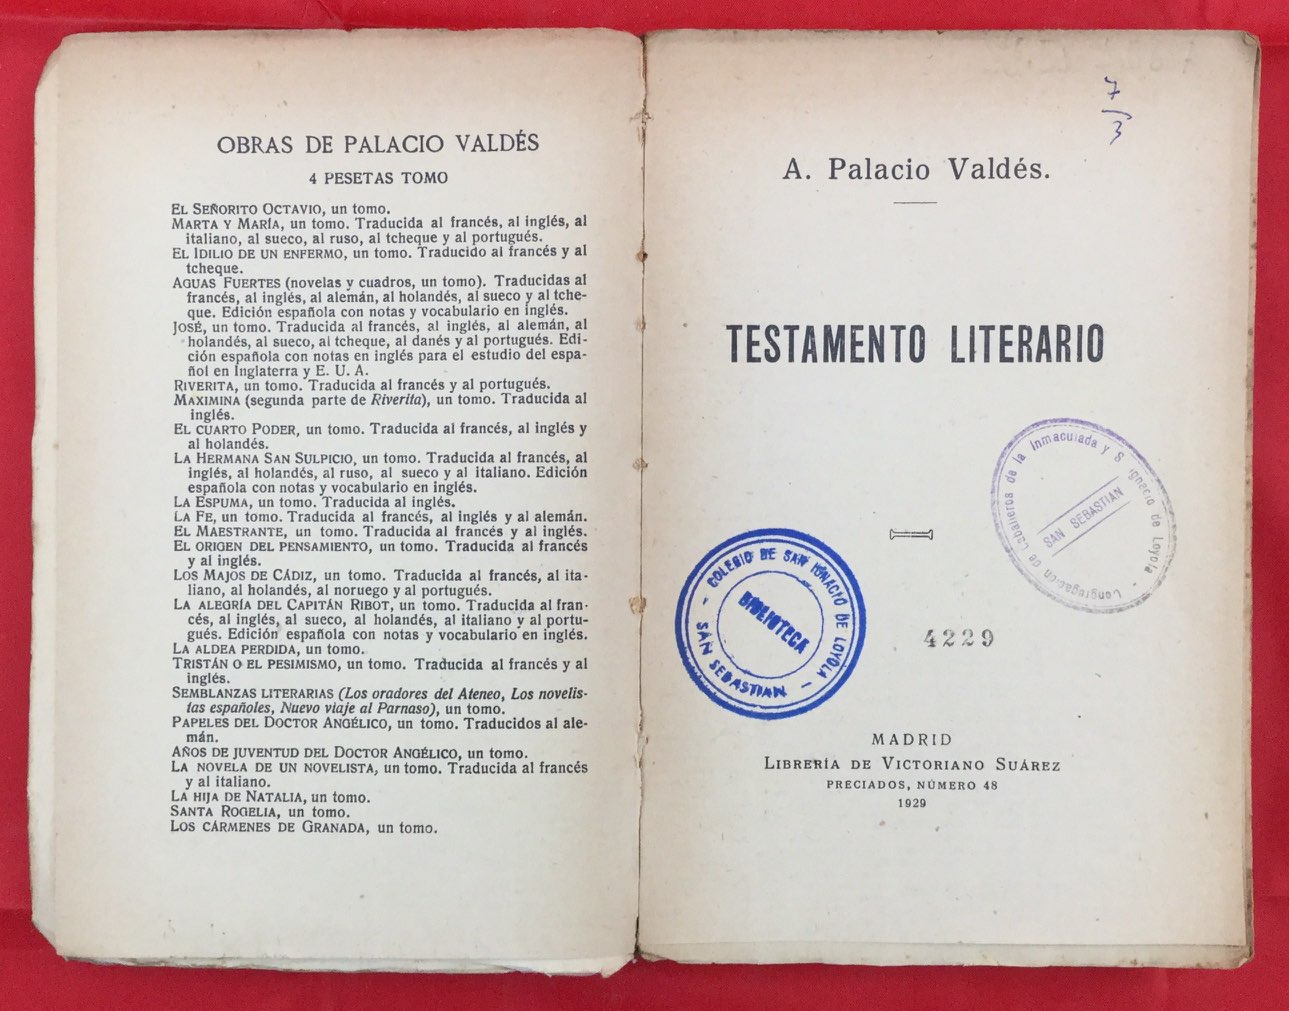 OBRAS DE PALACIO VALDÉS
4 PESETAS TOMO
EL SEÑORITO OCTAVIO, un tomo.
MARTA Y MARÍA, un tomo. Traducida al francés, al inglés, al
italiano, al sueco, al ruso, al tcheque y al portugués.
EL IDILIO DE UN ENFERMO, un tomo. Traducido al francés y al
tcheque.
AGUAS FUERTES (novelas y cuadros, un tomo). Traducidas al
francés, al inglés, al alemán, al holandés, al sueco y al tche-
que. Edición española con notas y vocabulario en inglés.
JOSÉ, un tomo. Traducida al francés, al inglés, al alemán, al
holandés, al sueco, al tcheque, al danés y al portugués. Edi-
ción española con notas en inglés para el estudio del espa-
ñol en Inglaterra y E. U. A.
RIVERITA, un tomo. Traducida al francés y al portugués.
MAXIMINA (segunda parte de Riverita), un tomo. Traducida al
inglés.
EL CUARTO PODER, un tomo. Traducida al francés, al inglés y
al holandés.
LA HERMANA SAN SULPICIO, un tomo. Traducida al francés, al
inglés, al holandés, al ruso, al sueco y al italiano. Edición
española con notas y vocabulario en inglés.
LA ESPUMA, un tomo. Traducida al inglés.
LA FE, un tomo. Traducida al francés, al inglés y al alemán.
EL MAESTRANTE, un tomo. Traducida al francés y al inglés.
EL ORIGEN DEL PENSAMIENTO, un tomo. Traducida al francés
y al inglés.
LOS MAJOS DE CÁDIZ, un tomo. Traducida al francés, al ita-
liano, al holandés, al noruego y al portugués.
LA ALEGRÍA DEL CAPITÁN RIBOT, un tomo. Traducida al fran-
cés, al inglés, al sueco, al holandés, al italiano y al portu-
gués. Edición española con notas y vocabulario en inglés.
LA ALDEA PERDIDA, un tomo.
TRISTÁN O EL PESIMISMO, un tomo. Traducida al francés y al
inglés.
SEMBLANZAS LITERARIAS (Los oradores del Ateneo, Los novelis-
tas españoles, Nuevo viaje al Parnaso), un tomo.
PAPELES DEL DOCTOR ANGÉLICO, un tomo. Traducidos al ale-
mán.
AÑOS DE JUVENTUD DEL DOCTOR ANGÉLICO, un tomo.
LA NOVELA DE UN NOVELISTA, un tomo. Traducida al francés
y al italiano.
LA HIJA DE NATALIA, un tomo.
SANTA ROGELIA, un tomo.
LOS CÁRMENES DE GRANADA, un tomo.
7
3
A. Palacio Valdés.
TESTAMENTO LITERARIO
Congregación de Caballeros de la Inmaculada y S. Ignacio de Loyola -
SAN SEBASTIAN
- COLEGIO DE SAN IGNACIO DE LOYOLA -
BIBLIOTECA
SAN SEBASTIAN
4229
MADRID
LIBRERÍA DE VICTORIANO SUÁREZ
PRECIADOS, NÚMERO 48
1929